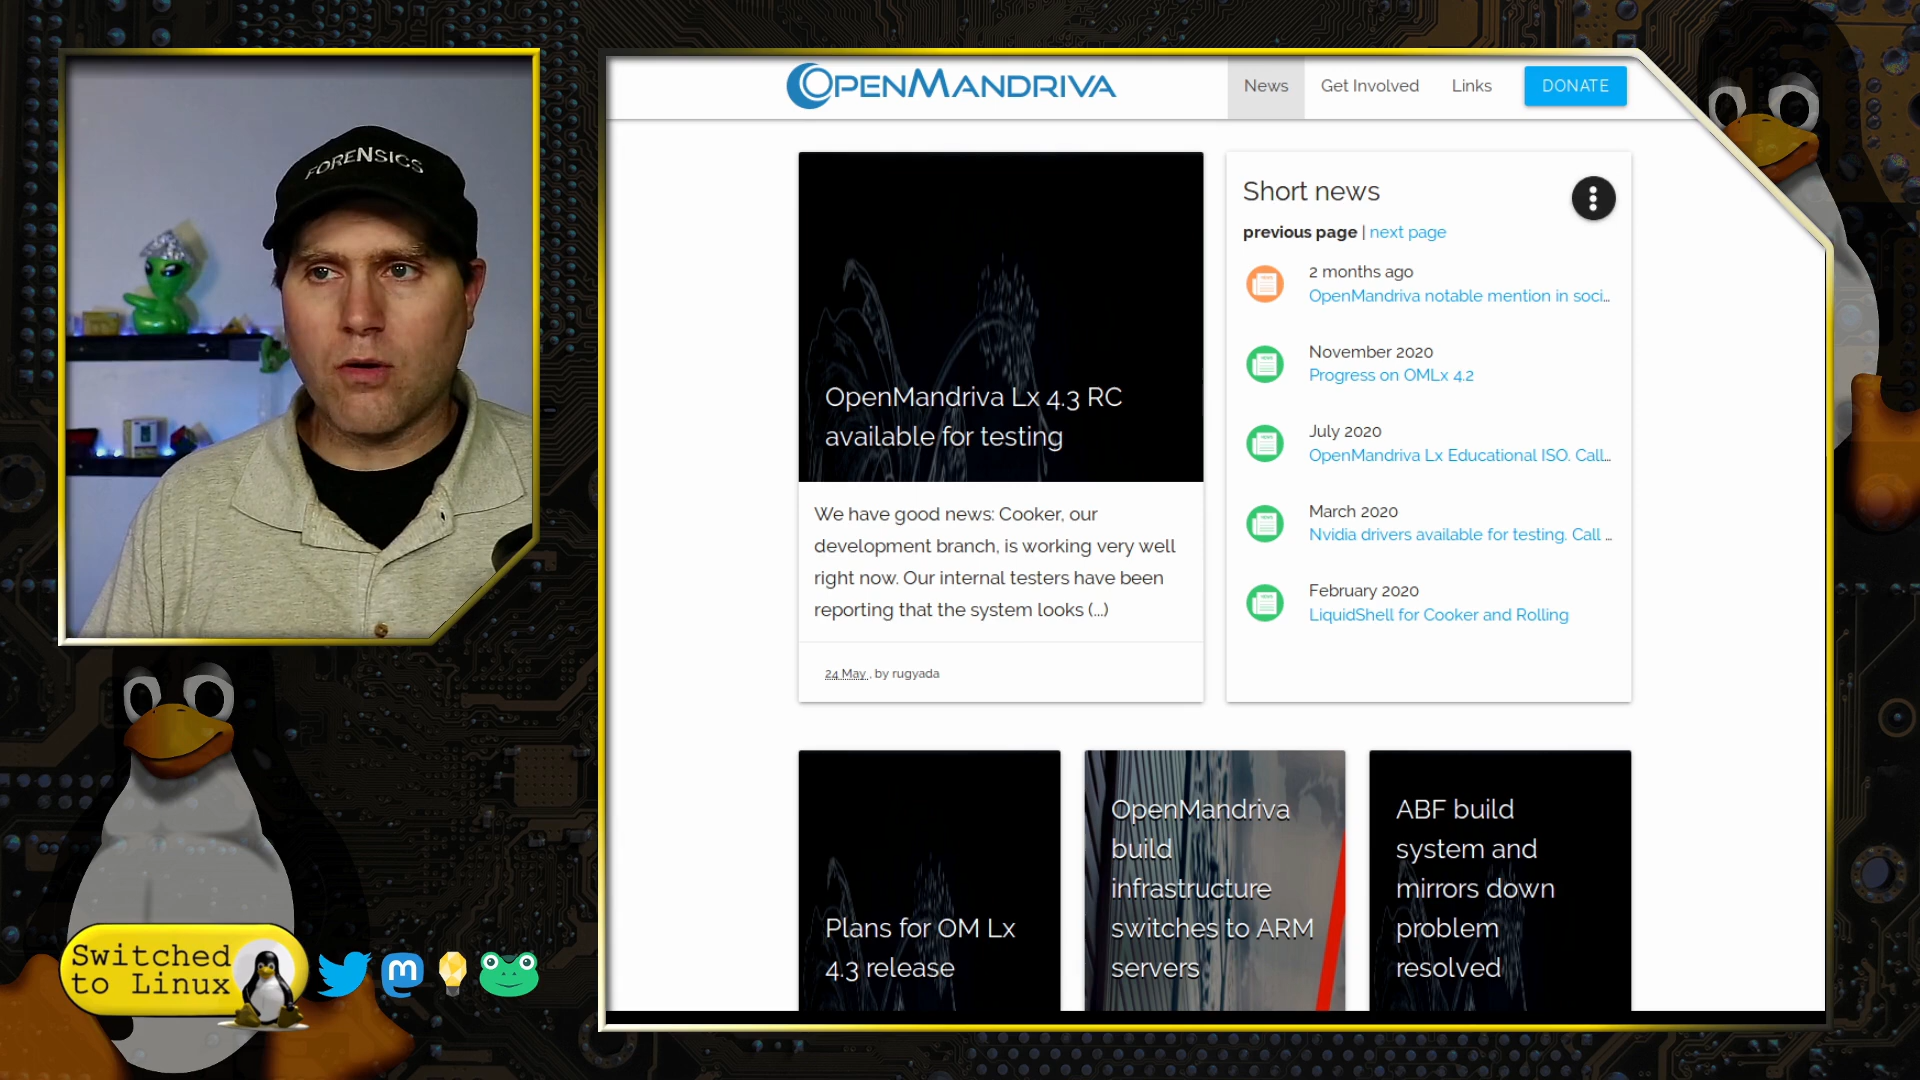 FORENSICS
Switched
to Linux
OPENMANDRIVA
News
Get Involved
Links
DONATE
OpenMandriva Lx 4.3 RC
available for testing
We have good news: Cooker, our
development branch, is working very well
right now. Our internal testers have been
reporting that the system looks (...)
24 May , by rugyada
Short news
previous page | next page
2 months ago
OpenMandriva notable mention in soci...
November 2020
Progress on OMLx 4.2
July 2020
OpenMandriva Lx Educational ISO. Call...
March 2020
Nvidia drivers available for testing. Call ...
February 2020
LiquidShell for Cooker and Rolling
Plans for OM Lx
4.3 release
OpenMandriva
build
infrastructure
switches to ARM
servers
ABF build
system and
mirrors down
problem
resolved